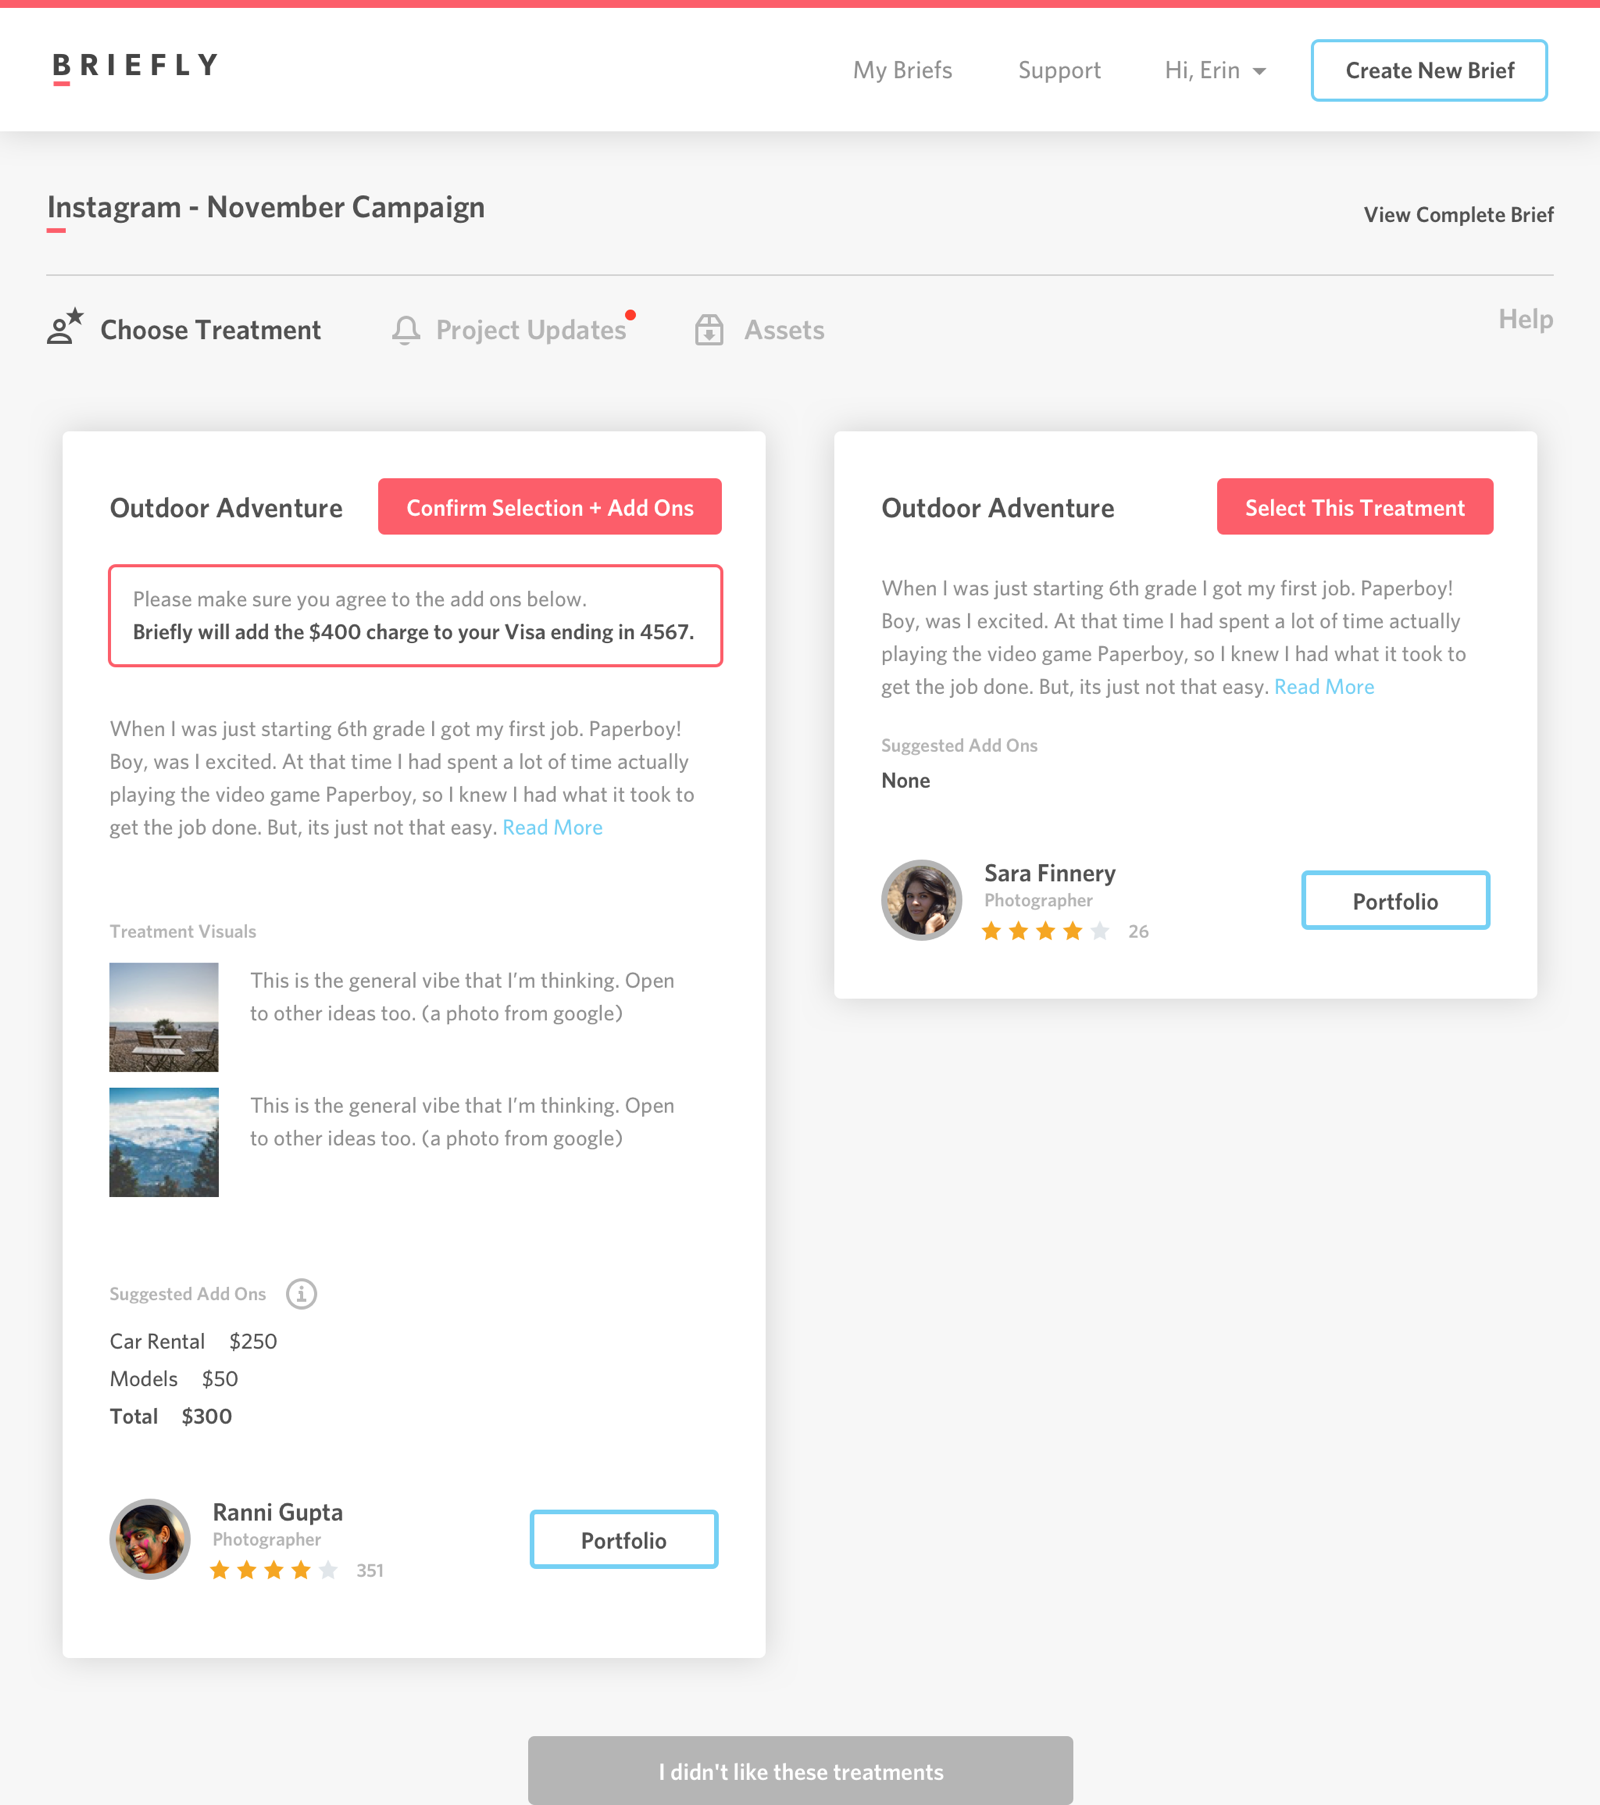 BRIEFLY
My Briefs
Support
Hi, Erin
Create New Brief
Instagram - November Campaign
View Complete Brief
Choose Treatment
Project Updates
Assets
Help
Outdoor Adventure
Confirm Selection + Add Ons
Please make sure you agree to the add ons below.
Briefly will add the $400 charge to your Visa ending in 4567.
When I was just starting 6th grade I got my first job. Paperboy!
Boy, was I excited. At that time I had spent a lot of time actually
playing the video game Paperboy, so I knew I had what it took to
get the job done. But, its just not that easy. Read More
Treatment Visuals
This is the general vibe that I'm thinking. Open
to other ideas too. (a photo from google)
This is the general vibe that I'm thinking. Open
to other ideas too. (a photo from google)
Suggested Add Ons
Car Rental $250
Models $50
Total $300
Ranni Gupta
Photographer
351
Portfolio
Outdoor Adventure
Select This Treatment
When I was just starting 6th grade I got my first job. Paperboy!
Boy, was I excited. At that time I had spent a lot of time actually
playing the video game Paperboy, so I knew I had what it took to
get the job done. But, its just not that easy. Read More
Suggested Add Ons
None
Sara Finnery
Photographer
26
Portfolio
I didn't like these treatments